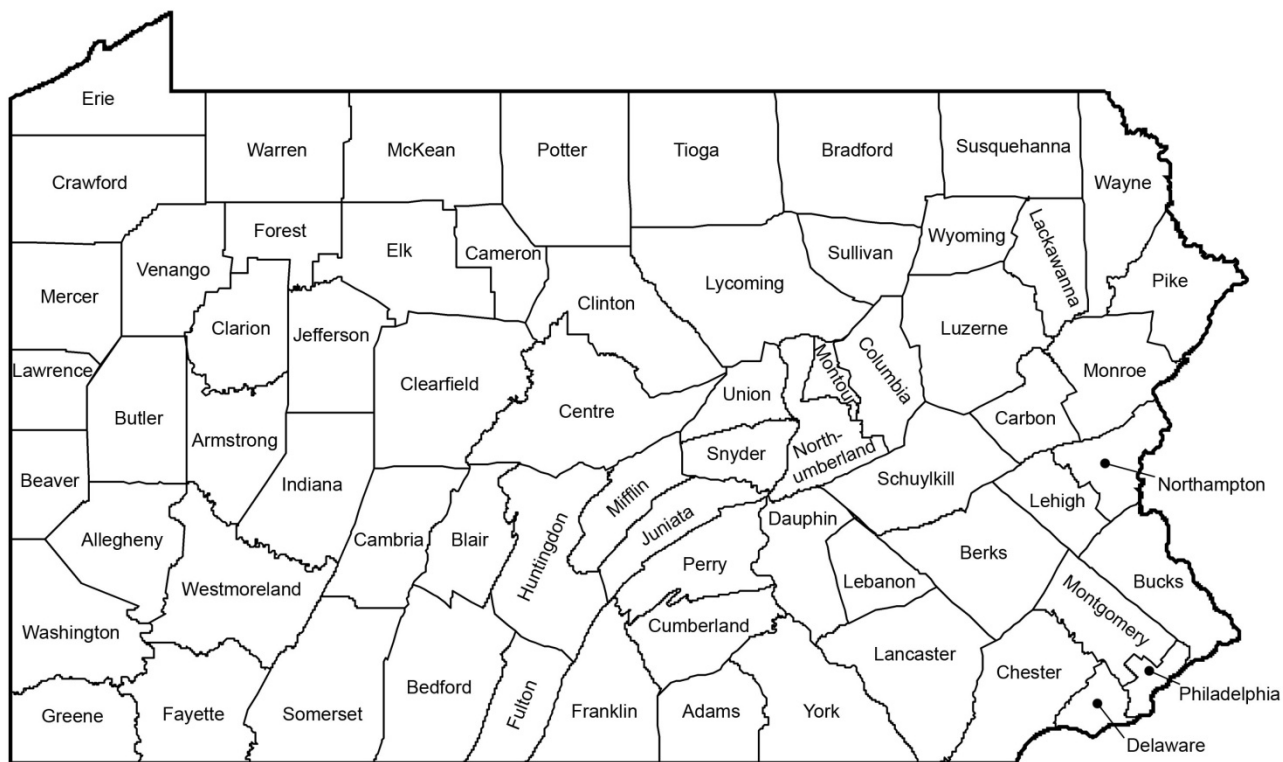 Erie
Warren
McKean
Potter
Tioga
Bradford
Susquehanna
Wayne
Crawford
Forest
Elk
Cameron
Sullivan
Wyoming
Lackawanna
Venango
Mercer
Clinton
Lycoming
Pike
Clarion
Jefferson
Luzerne
Lawrence
Clearfield
Centre
Union
Montour
Columbia
Monroe
Butler
Armstrong
Carbon
Beaver
Indiana
Snyder
North-
umberland
Schuylkill
Northampton
Mifflin
Lehigh
Allegheny
Cambria
Blair
Huntingdon
Juniata
Dauphin
Berks
Westmoreland
Perry
Lebanon
Bucks
Washington
Cumberland
Montgomery
Lancaster
Chester
Philadelphia
Greene
Fayette
Somerset
Bedford
Fulton
Franklin
Adams
York
Delaware